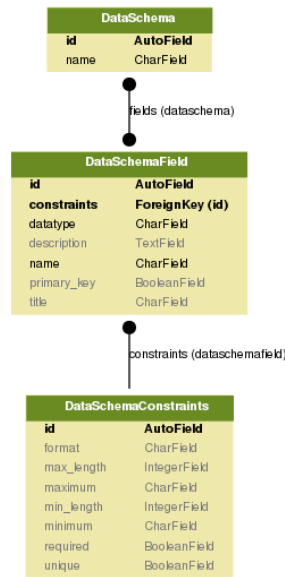 DataSchema
id AutoField
name CharField
fields (dataschema)
DataSchemaField
id AutoField
constraints ForeignKey (id)
datatype CharField
description TextField
name CharField
primary_key BooleanField
title CharField
constraints (dataschemafield)
DataSchemaConstraints
id AutoField
format CharField
max_length IntegerField
maximum CharField
min_length IntegerField
minimum CharField
required BooleanField
unique BooleanField